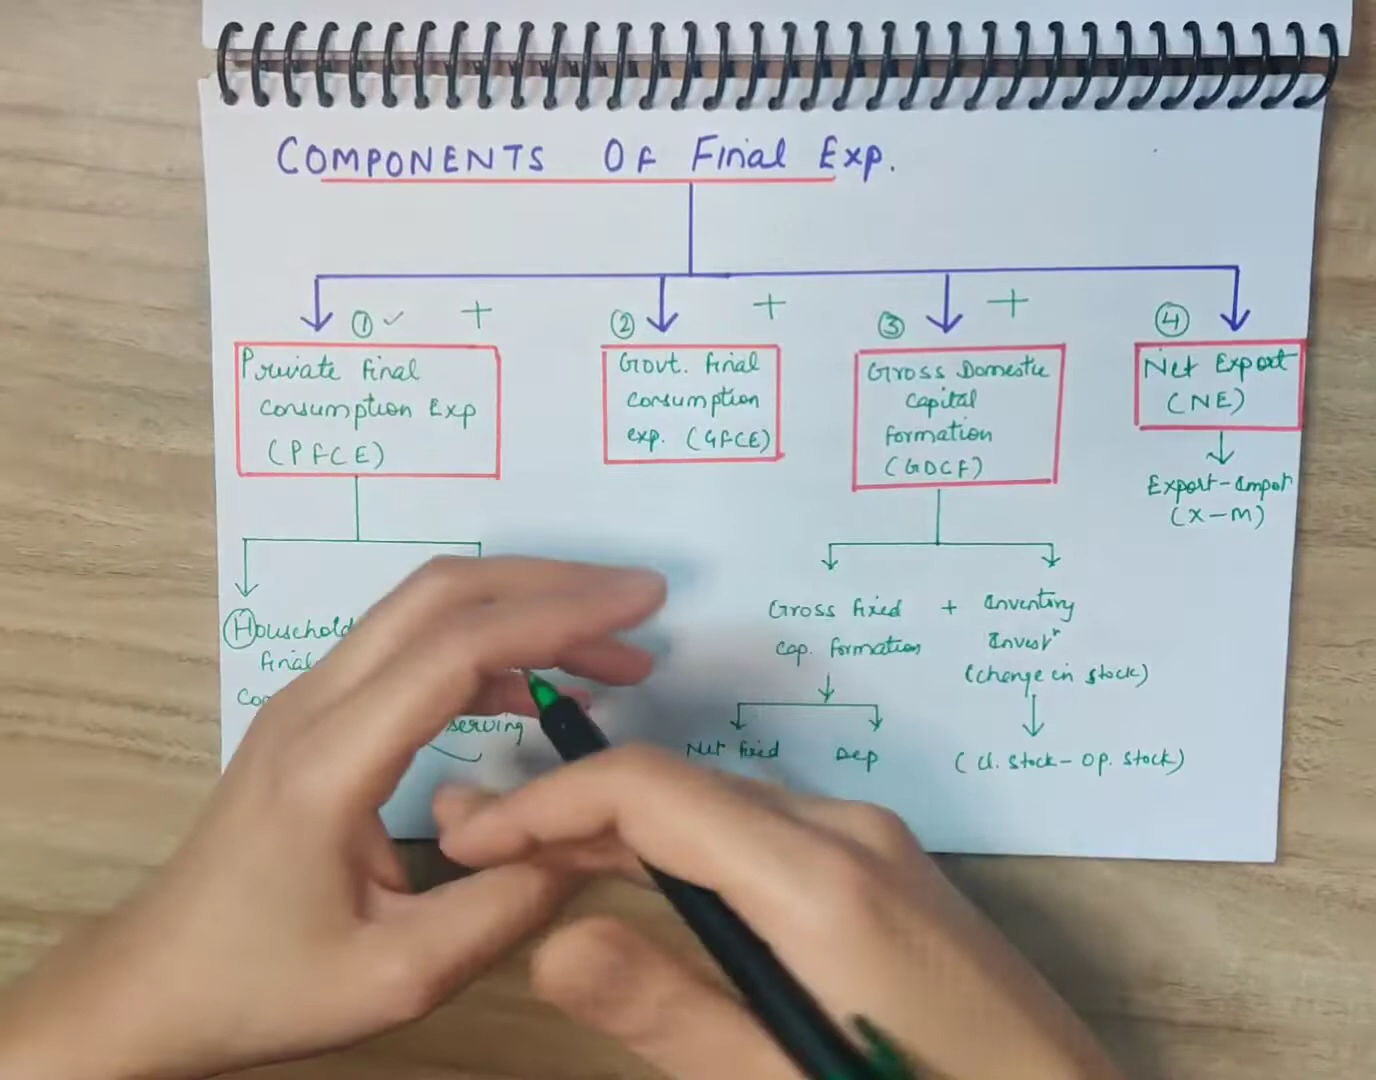 COMPONENTS OF Final Exp.
① ✓ +
② +
③ +
④
Private final
consumption Exp
(PFCE)
Govt. final
consumption
exp. (GFCE)
Gross Domestic
capital
formation
(GDCF)
Net Export
(NE)
Export-Import
(X-M)
Household
final
serving
Gross fixed + Inventory
cap. formation
Invest^n
(change in stock)
Net fixed Dep
(Cl. stock - Op. stock)